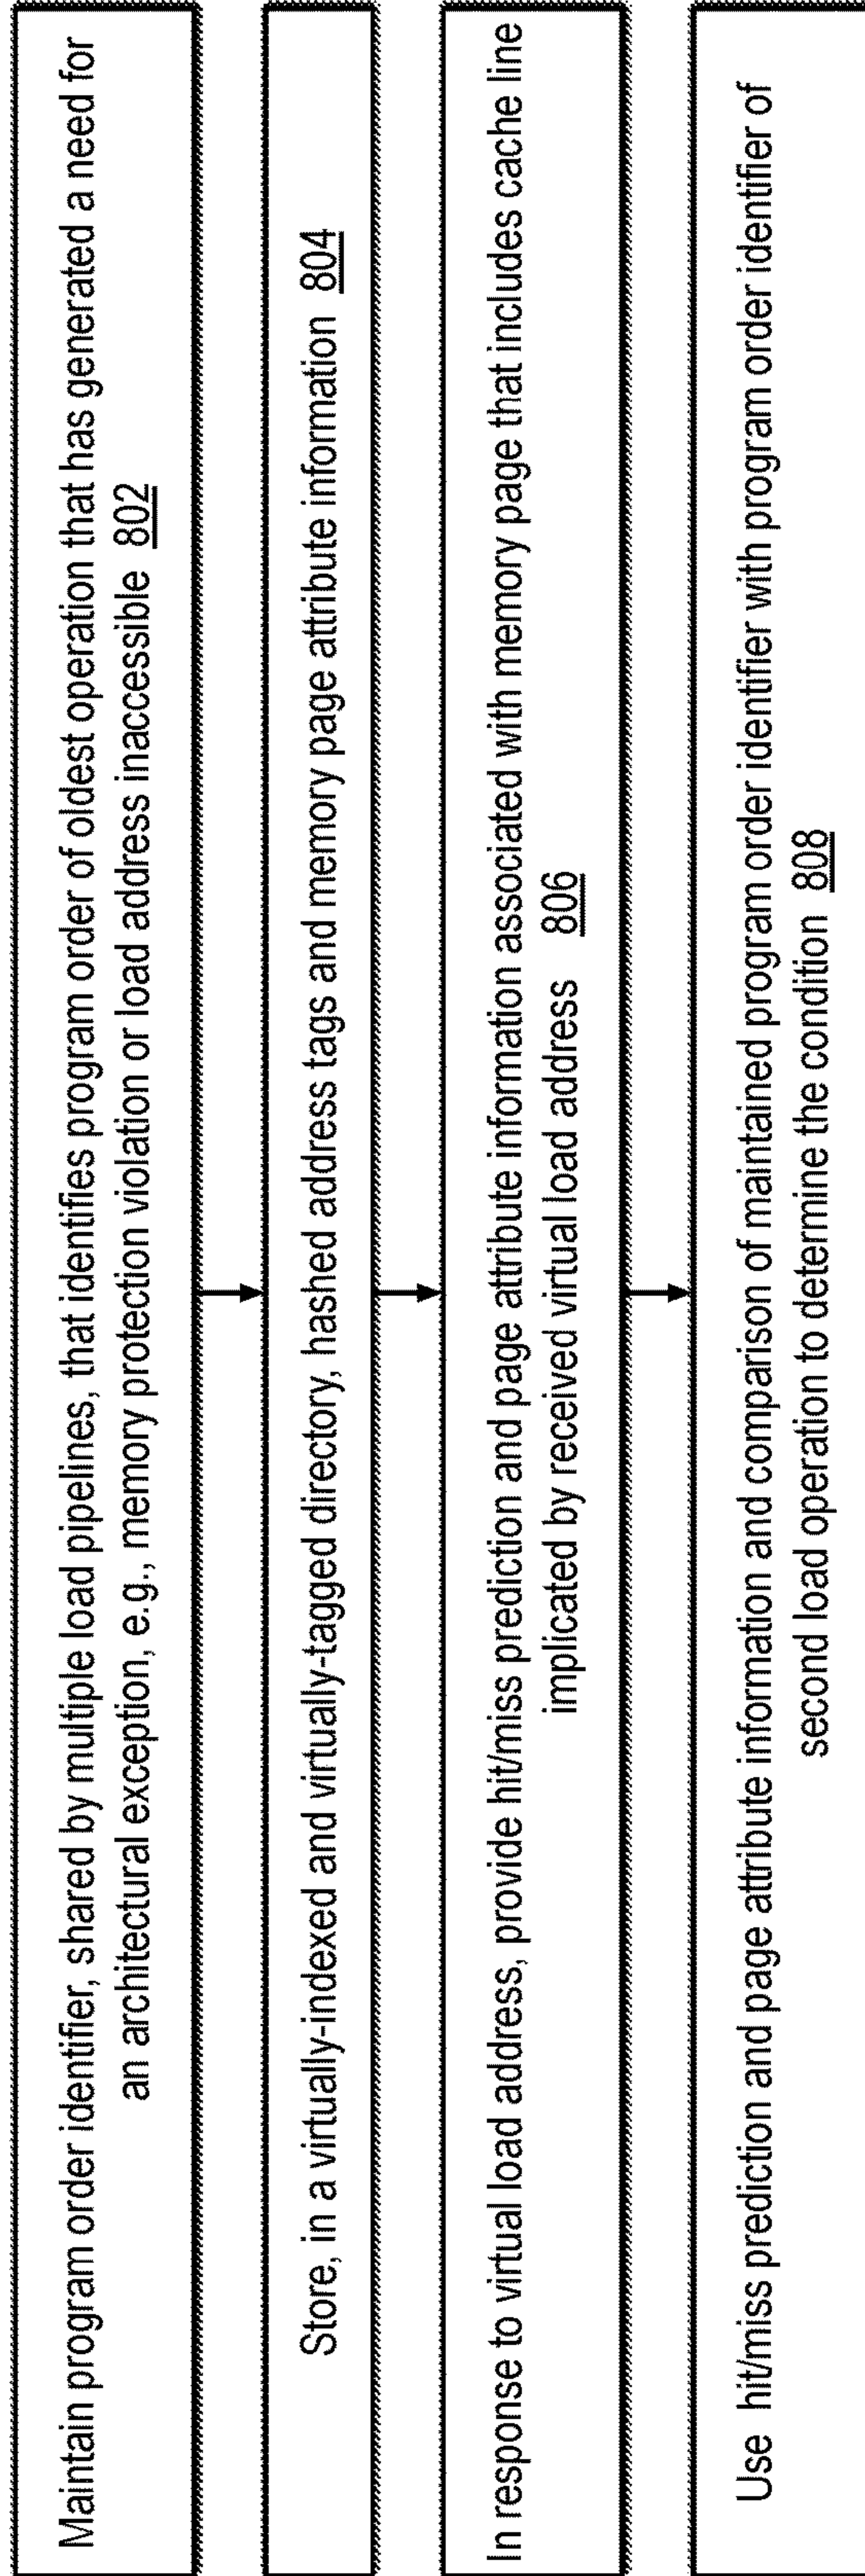 Maintain program order identifier, shared by multiple load pipelines, that identifies program order of oldest operation that has generated a need for
an architectural exception, e.g., memory protection violation or load address inaccessible 802
Store, in a virtually-indexed and virtually-tagged directory, hashed address tags and memory page attribute information 804
In response to virtual load address, provide hit/miss prediction and page attribute information associated with memory page that includes cache line
implicated by received virtual load address 806
Use hit/miss prediction and page attribute information and comparison of maintained program order identifier with program order identifier of
second load operation to determine the condition 808